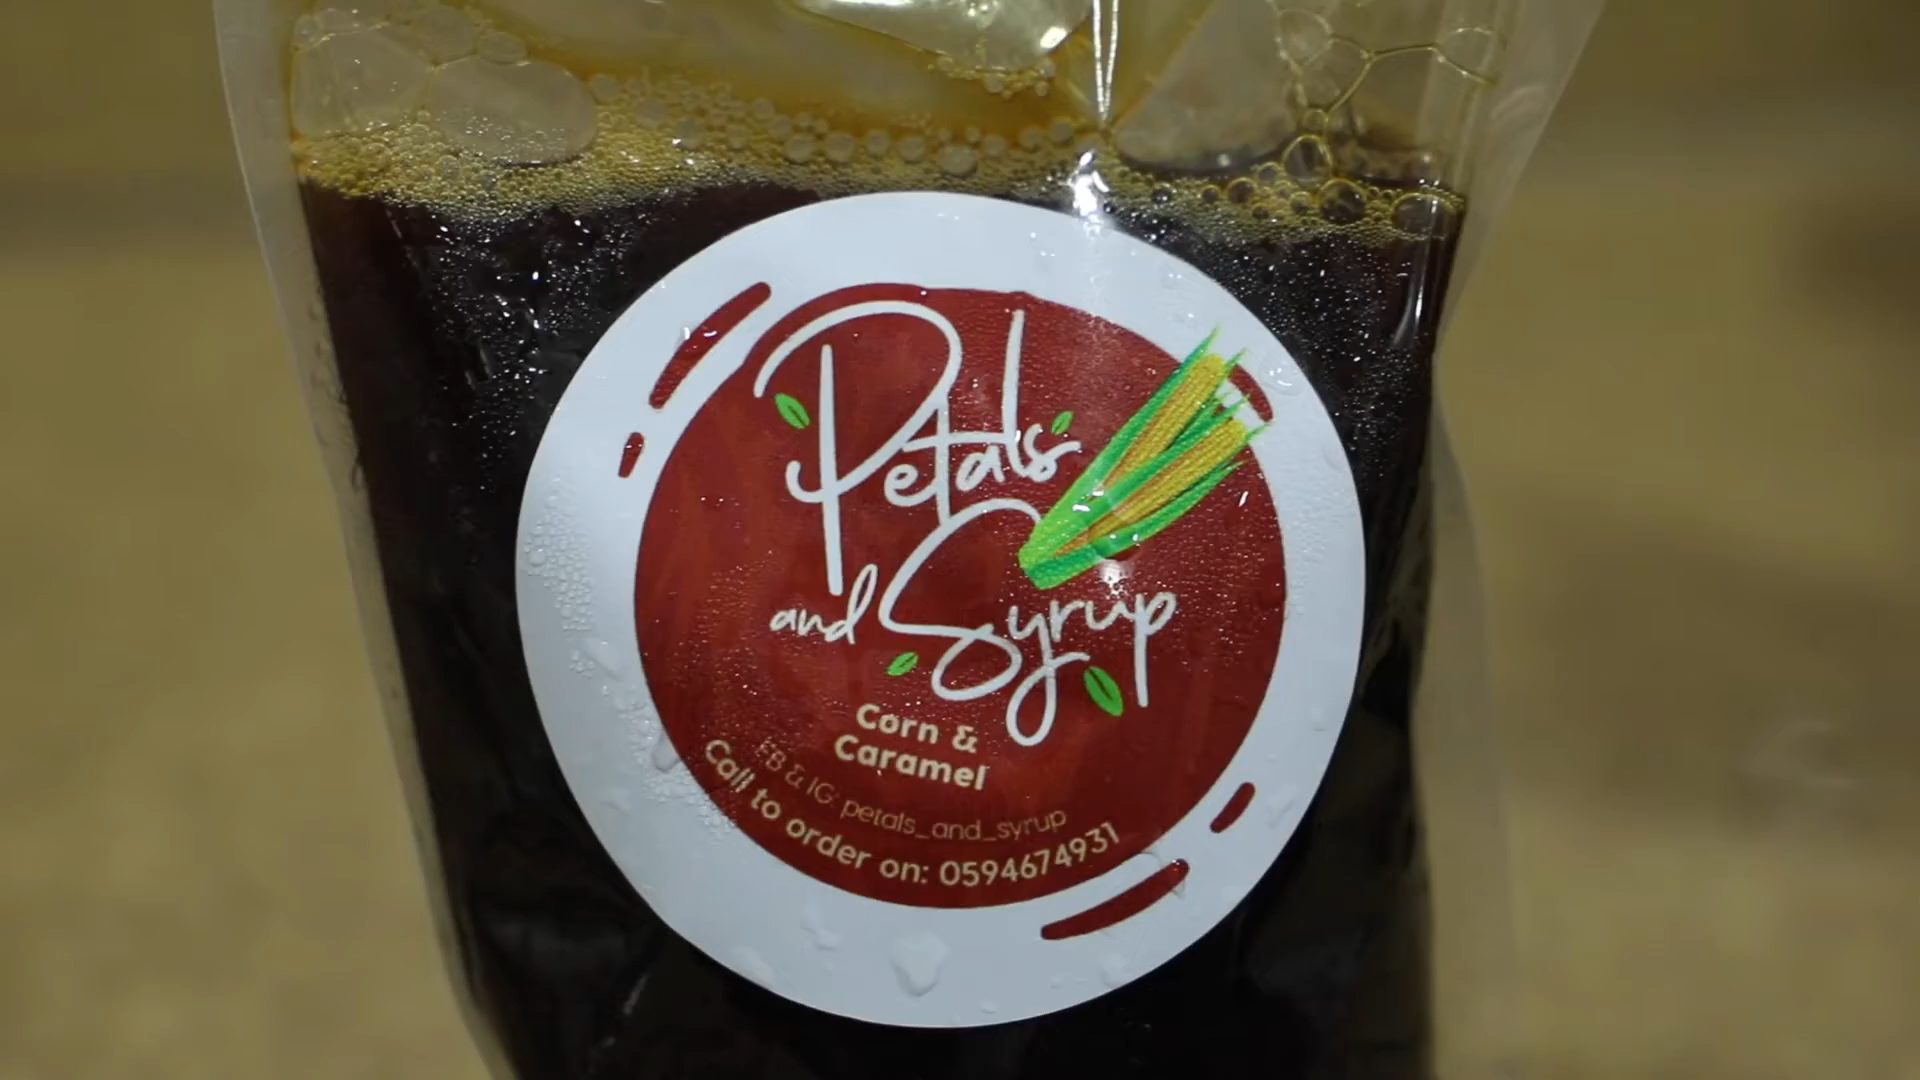 Petals
and Syrup
Corn &
Caramel
FB & IG: petals_and_syrup
Call to order on: 0594674931